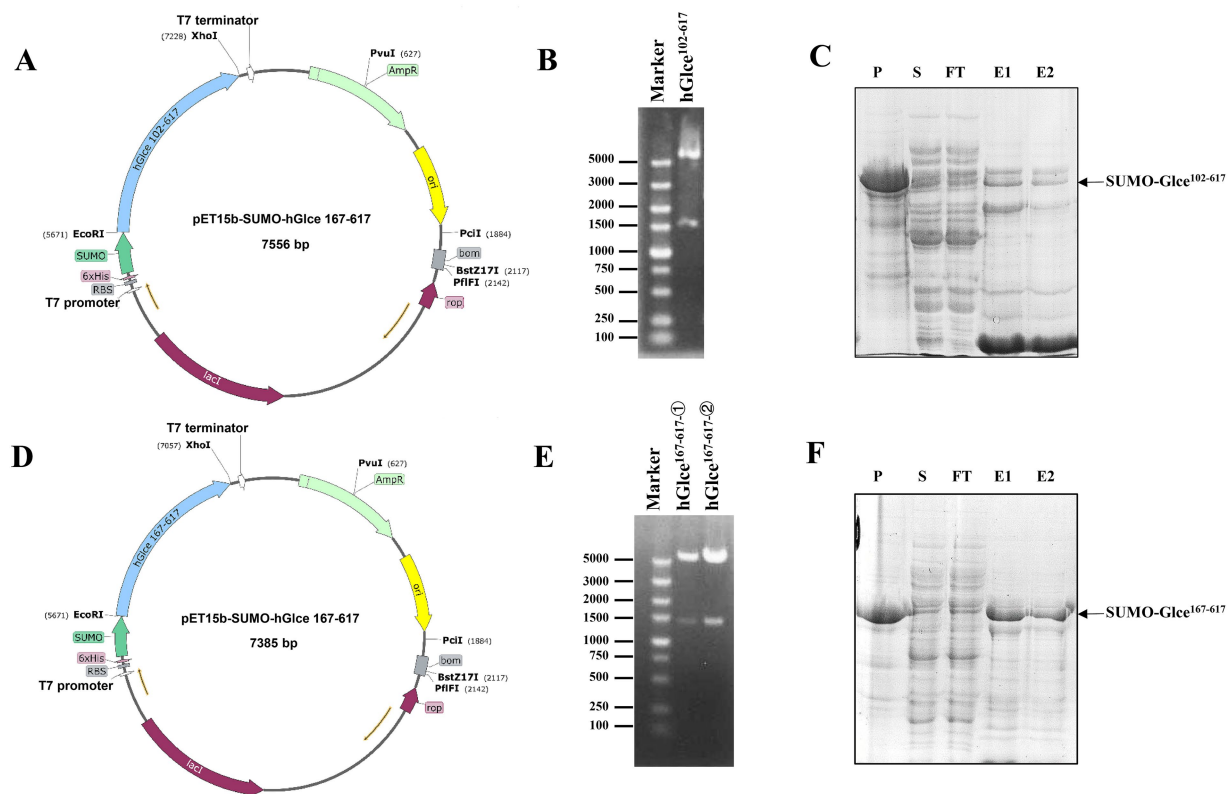 A
T7 terminator
(7228) XhoI
PvuI (627)
AmpR
hGlce 102-617
ori
pET15b-SUMO-hGlce 167-617
7556 bp
(5671) EcoRI
SUMO
6xHis
RBS
T7 promoter
PciI (1884)
bom
BstZ17I (2117)
PflFI (2142)
rop
lacI
B
Marker
hGlce102-617
5000
3000
2000
1500
1000
750
500
250
100
C
P S FT E1 E2
SUMO-Glce102-617
D
T7 terminator
(7057) XhoI
PvuI (627)
AmpR
hGlce 167-617
ori
pET15b-SUMO-hGlce 167-617
7385 bp
(5671) EcoRI
SUMO
6xHis
RBS
T7 promoter
PciI (1884)
bom
BstZ17I (2117)
PflFI (2142)
rop
lacI
E
Marker
hGlce167-617-①
hGlce167-617-②
5000
3000
2000
1500
1000
750
500
250
100
F
P S FT E1 E2
SUMO-Glce167-617